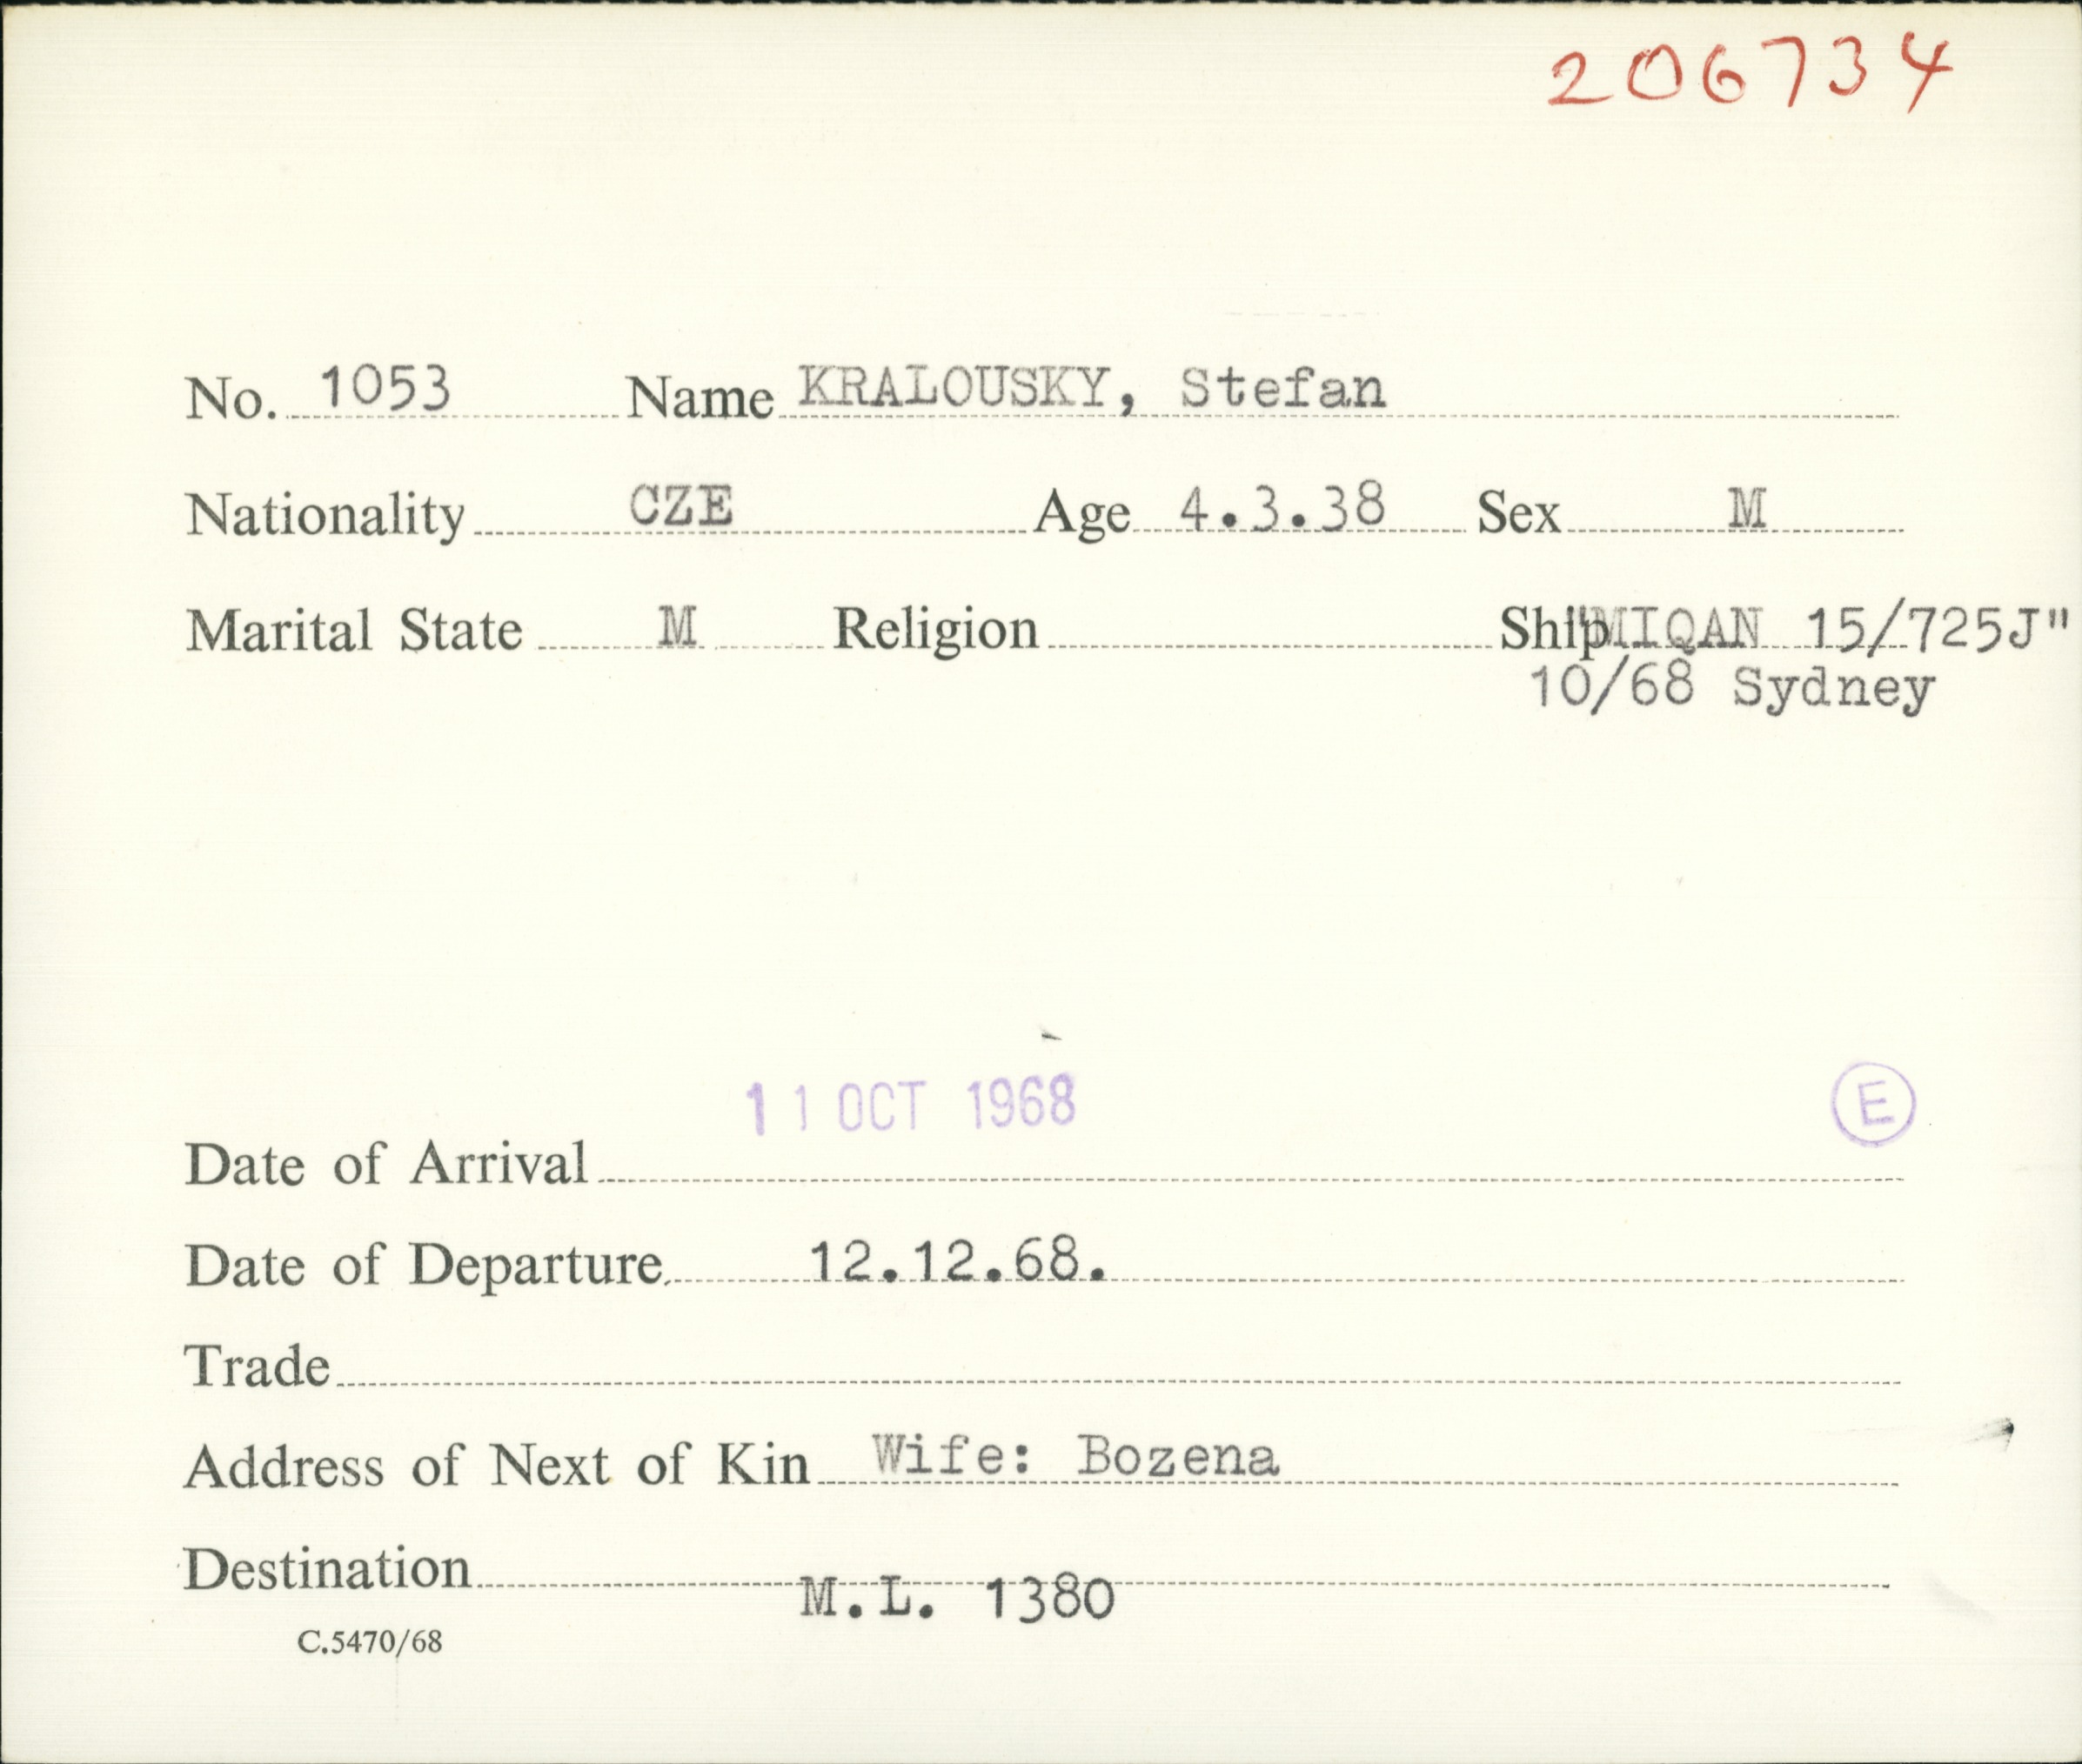 206734
No. 1053 Name KRALOUSKY, Stefan
Nationality CZE Age 4.3.38 Sex M
Marital State M Religion Ship "MIQAN 15/725J"
10/68 Sydney
11 OCT 1968 E
Date of Arrival
Date of Departure 12.12.68.
Trade
Address of Next of Kin Wife: Bozena
Destination M.L. 1380
C.5470/68